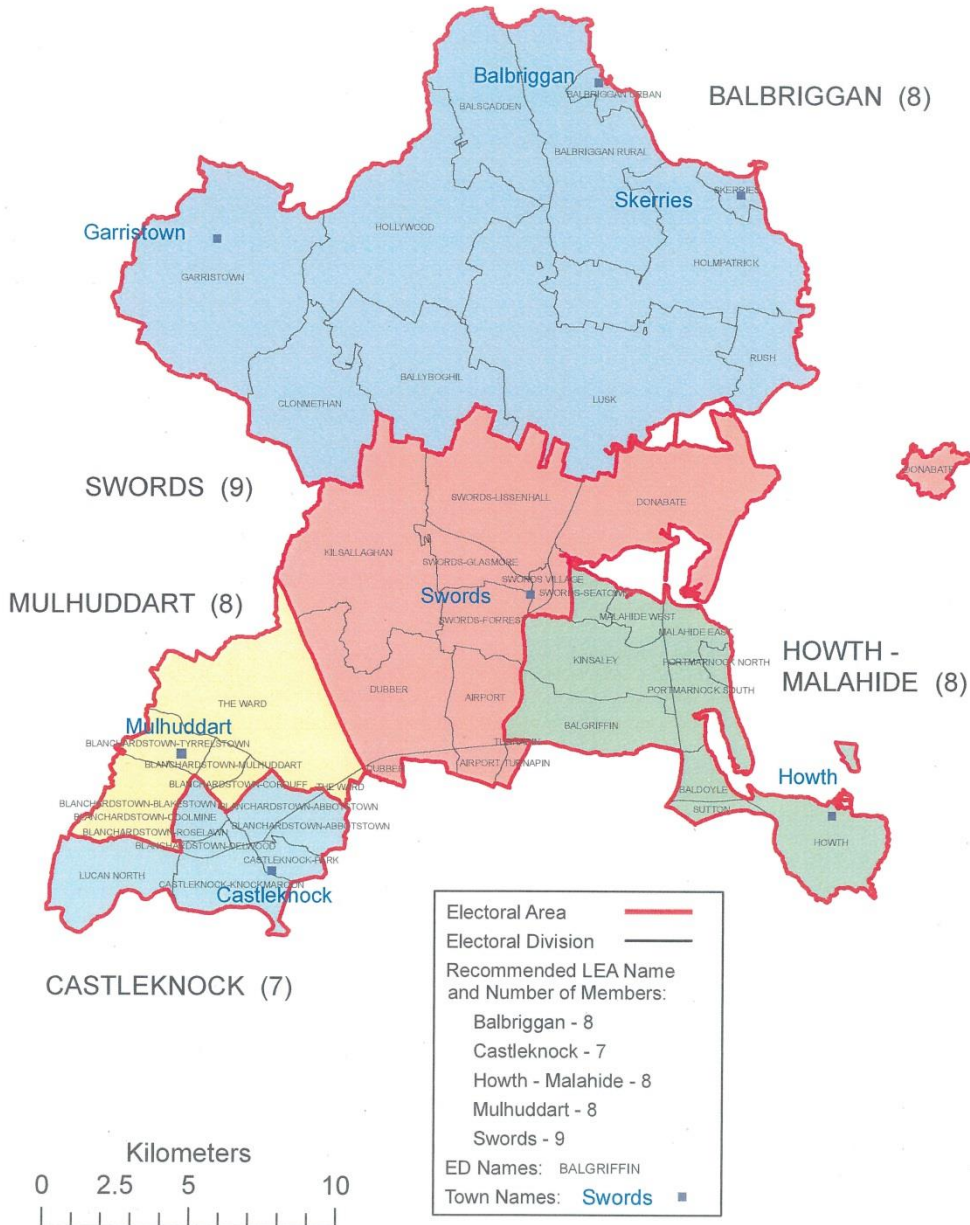 Balbriggan
BALBRIGGAN URBAN
BALBRIGGAN (8)
BALSCADDEN
BALBRIGGAN RURAL
SKERRIES
Skerries
HOLLYWOOD
Garristown
GARRISTOWN
HOLMPATRICK
RUSH
BALLYBOGHIL
CLONMETHAN
LUSK
DONABATE
SWORDS (9)
SWORDS-LISSENHALL
DONABATE
KILSALLAGHAN
SWORDS-GLASMORE
SWORDS VILLAGE
SWORDS-SEATOWN
Swords
SWORDS-FORREST
MULHUDDART (8)
MALAHIDE WEST
MALAHIDE EAST
HOWTH -
MALAHIDE (8)
KINSALEY
PORTMARNOCK NORTH
DUBBER
AIRPORT
PORTMARNOCK SOUTH
THE WARD
BALGRIFFIN
Mulhuddart
BLANCHARDSTOWN-TYRRELSTOWN
TURNAPIN
BLANCHARDSTOWN-MULHUDDART
DUBBER
AIRPORT TURNAPIN
Howth
BLANCHARDSTOWN-CORDUFF
THE WARD
BALDOYLE
BLANCHARDSTOWN-BLAKESTOWN
BLANCHARDSTOWN-ABBOTSTOWN
SUTTON
BLANCHARDSTOWN-COOLMINE
BLANCHARDSTOWN-ABBOTSTOWN
BLANCHARDSTOWN-ROSELAWN
HOWTH
BLANCHARDSTOWN-DELWOOD
CASTLEKNOCK-PARK
LUCAN NORTH
CASTLEKNOCK-KNOCKMAROON
Castleknock
CASTLEKNOCK (7)
Electoral Area
Electoral Division
Recommended LEA Name
and Number of Members:
Balbriggan - 8
Castleknock - 7
Howth - Malahide - 8
Mulhuddart - 8
Swords - 9
ED Names: BALGRIFFIN
Town Names: Swords
Kilometers
0 2.5 5 10